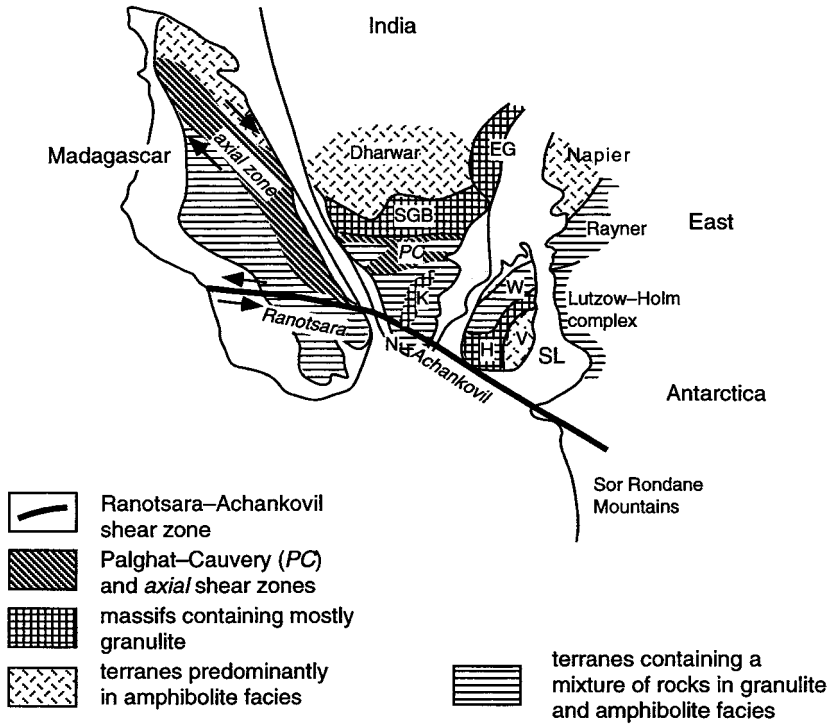 India
Madagascar
axial zone
Dharwar
EG
Napier
SGB
Rayner
East
PC
K
W
Lutzow–Holm
complex
Ranotsara
N
Achankovil
H
V
SL
Antarctica
Sor Rondane
Mountains
Ranotsara–Achankovil
shear zone
Palghat–Cauvery (PC)
and axial shear zones
massifs containing mostly
granulite
terranes predominantly
in amphibolite facies
terranes containing a
mixture of rocks in granulite
and amphibolite facies